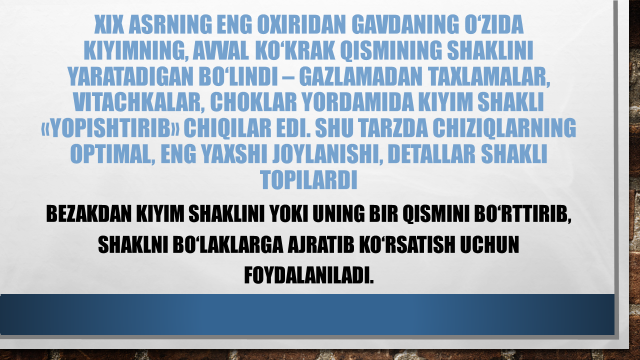 XIX ASRNING ENG OXIRIDAN GAVDANING O‘ZIDA
KIYIMNING, AVVAL KO‘KRAK QISMINING SHAKLINI
YARATADIGAN BO‘LINDI – GAZLAMADAN TAXLAMALAR,
VITACHKALAR, CHOKLAR YORDAMIDA KIYIM SHAKLI
«YOPISHTIRIB» CHIQILAR EDI. SHU TARZDA CHIZIQLARNING
OPTIMAL, ENG YAXSHI JOYLANISHI, DETALLAR SHAKLI
TOPILARDI
BEZAKDAN KIYIM SHAKLINI YOKI UNING BIR QISMINI BO‘RTTIRIB,
SHAKLNI BO‘LAKLARGA AJRATIB KO‘RSATISH UCHUN
FOYDALANILADI.